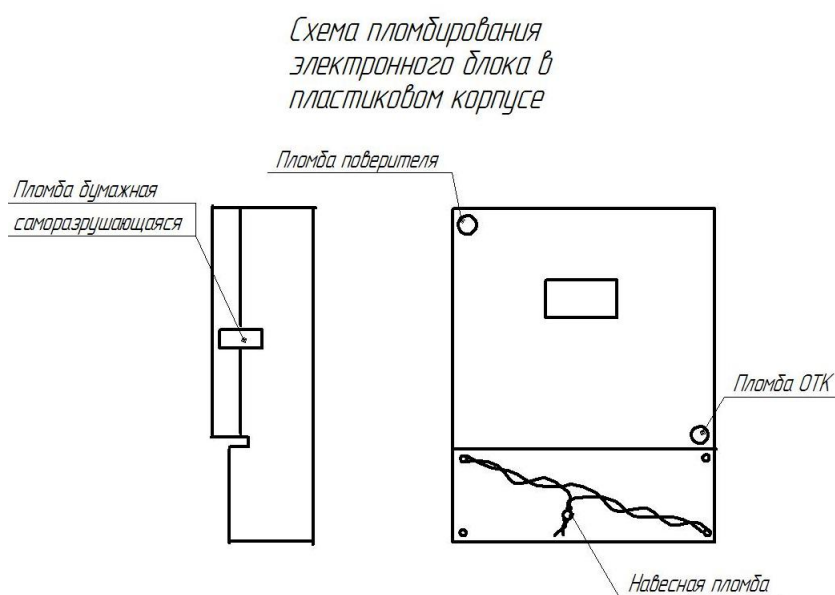 Схема пломбирования
электронного блока в
пластиковом корпусе
Пломба поверителя
Пломба бумажная
саморазрушающаяся
Пломба ОТК
Навесная пломба